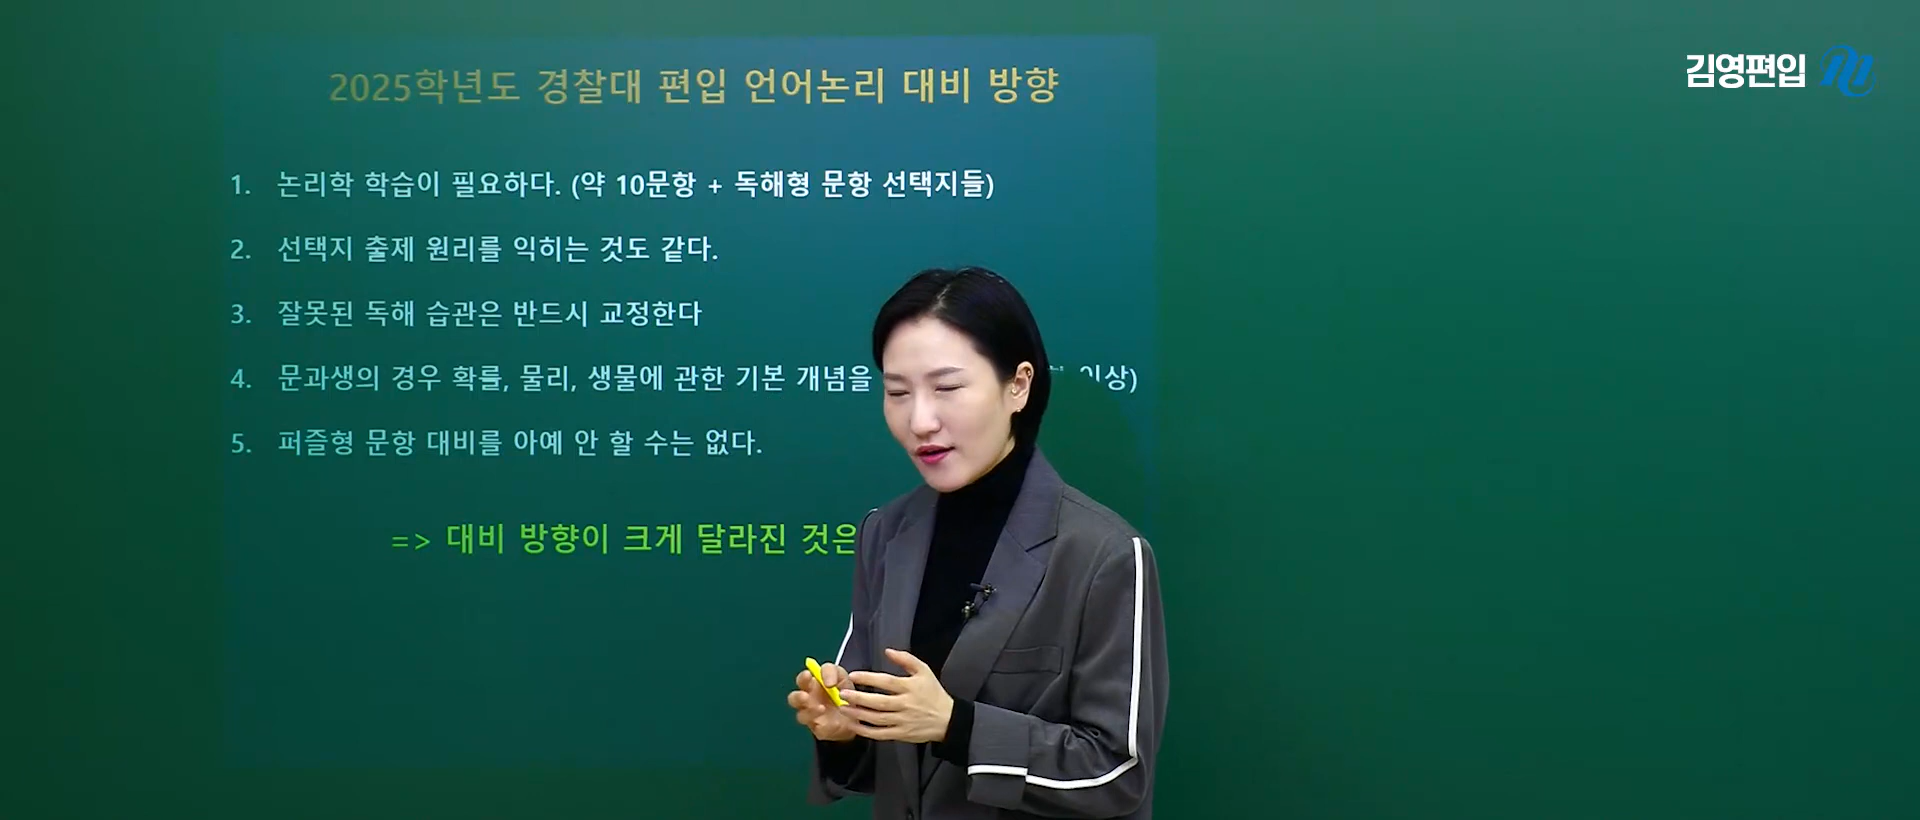 김영편입
2025학년도 경찰대 편입 언어논리 대비 방향
1. 논리학 학습이 필요하다. (약 10문항 + 독해형 문항 선택지들)
2. 선택지 출제 원리를 익히는 것도 같다.
3. 잘못된 독해 습관은 반드시 교정한다
4. 문과생의 경우 확률, 물리, 생물에 관한 기본 개념을 이상)
5. 퍼즐형 문항 대비를 아예 안 할 수는 없다.
=> 대비 방향이 크게 달라진 것은